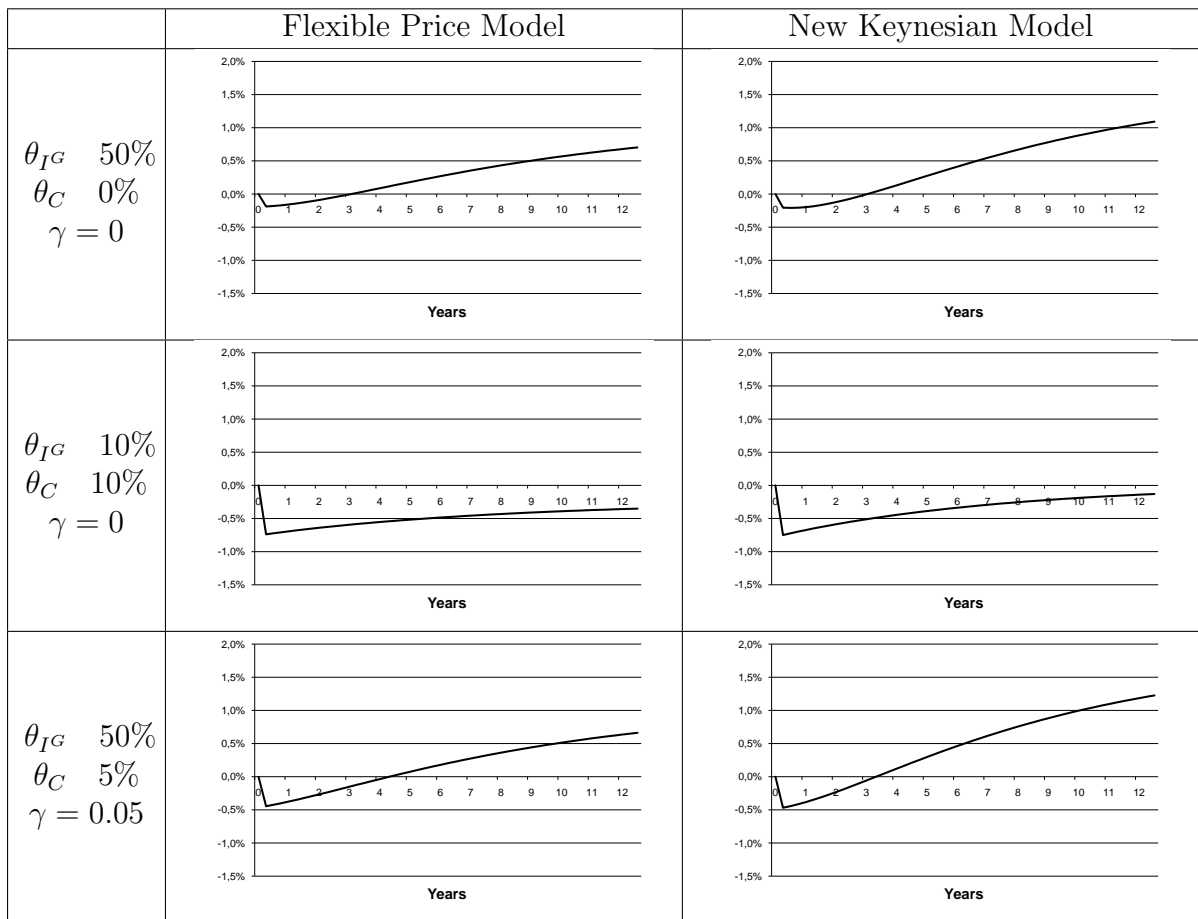 Flexible Price Model New Keynesian Model
θ_{I^G} 50%
θ_C 0%
γ = 0
2,0%
1,5%
1,0%
0,5%
0,0%
-0,5%
-1,0%
-1,5%
0 1 2 3 4 5 6 7 8 9 10 11 12
Years
2,0%
1,5%
1,0%
0,5%
0,0%
-0,5%
-1,0%
-1,5%
0 1 2 3 4 5 6 7 8 9 10 11 12
Years
θ_{I^G} 10%
θ_C 10%
γ = 0
2,0%
1,5%
1,0%
0,5%
0,0%
-0,5%
-1,0%
-1,5%
0 1 2 3 4 5 6 7 8 9 10 11 12
Years
2,0%
1,5%
1,0%
0,5%
0,0%
-0,5%
-1,0%
-1,5%
0 1 2 3 4 5 6 7 8 9 10 11 12
Years
θ_{I^G} 50%
θ_C 5%
γ = 0.05
2,0%
1,5%
1,0%
0,5%
0,0%
-0,5%
-1,0%
-1,5%
0 1 2 3 4 5 6 7 8 9 10 11 12
Years
2,0%
1,5%
1,0%
0,5%
0,0%
-0,5%
-1,0%
-1,5%
0 1 2 3 4 5 6 7 8 9 10 11 12
Years